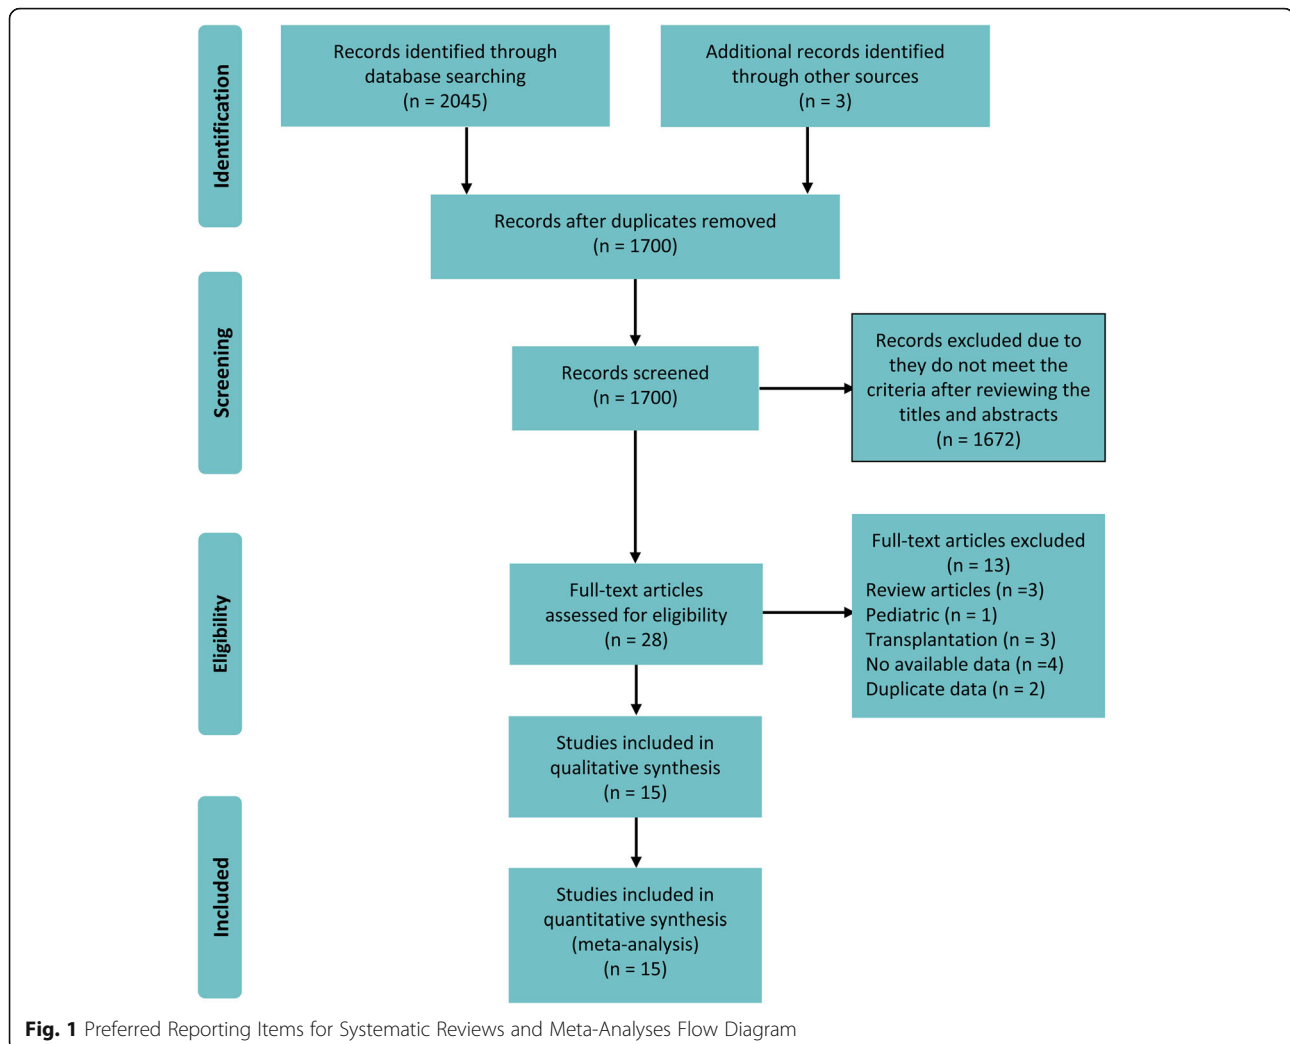 Identification
Records identified through
database searching
(n = 2045)
Additional records identified
through other sources
(n = 3)
Records after duplicates removed
(n = 1700)
Screening
Records screened
(n = 1700)
Records excluded due to
they do not meet the
criteria after reviewing the
titles and abstracts
(n = 1672)
Eligibility
Full-text articles
assessed for eligibility
(n = 28)
Full-text articles excluded
(n = 13)
Review articles (n =3)
Pediatric (n = 1)
Transplantation (n = 3)
No available data (n =4)
Duplicate data (n = 2)
Studies included in
qualitative synthesis
(n = 15)
Included
Studies included in
quantitative synthesis
(meta-analysis)
(n = 15)
Fig. 1 Preferred Reporting Items for Systematic Reviews and Meta-Analyses Flow Diagram